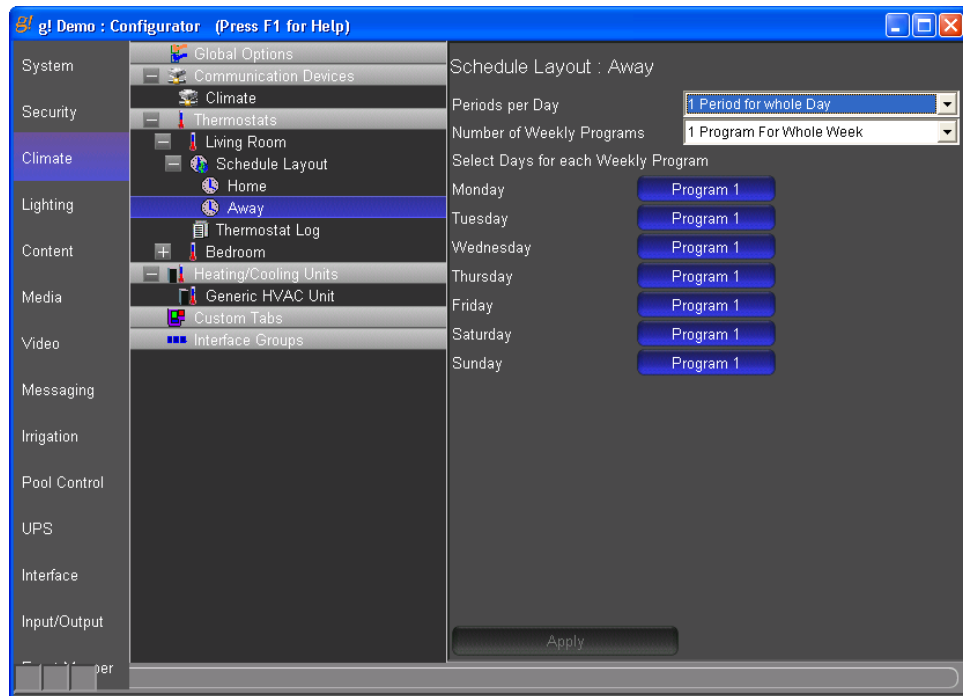 g! g! Demo : Configurator (Press F1 for Help)
System
Security
Climate
Lighting
Content
Media
Video
Messaging
Irrigation
Pool Control
UPS
Interface
Input/Output
Global Options
Communication Devices
Climate
Thermostats
Living Room
Schedule Layout
Home
Away
Thermostat Log
Bedroom
Heating/Cooling Units
Generic HVAC Unit
Custom Tabs
Interface Groups
Schedule Layout : Away
Periods per Day 1 Period for whole Day
Number of Weekly Programs 1 Program For Whole Week
Select Days for each Weekly Program
Monday Program 1
Tuesday Program 1
Wednesday Program 1
Thursday Program 1
Friday Program 1
Saturday Program 1
Sunday Program 1
Apply